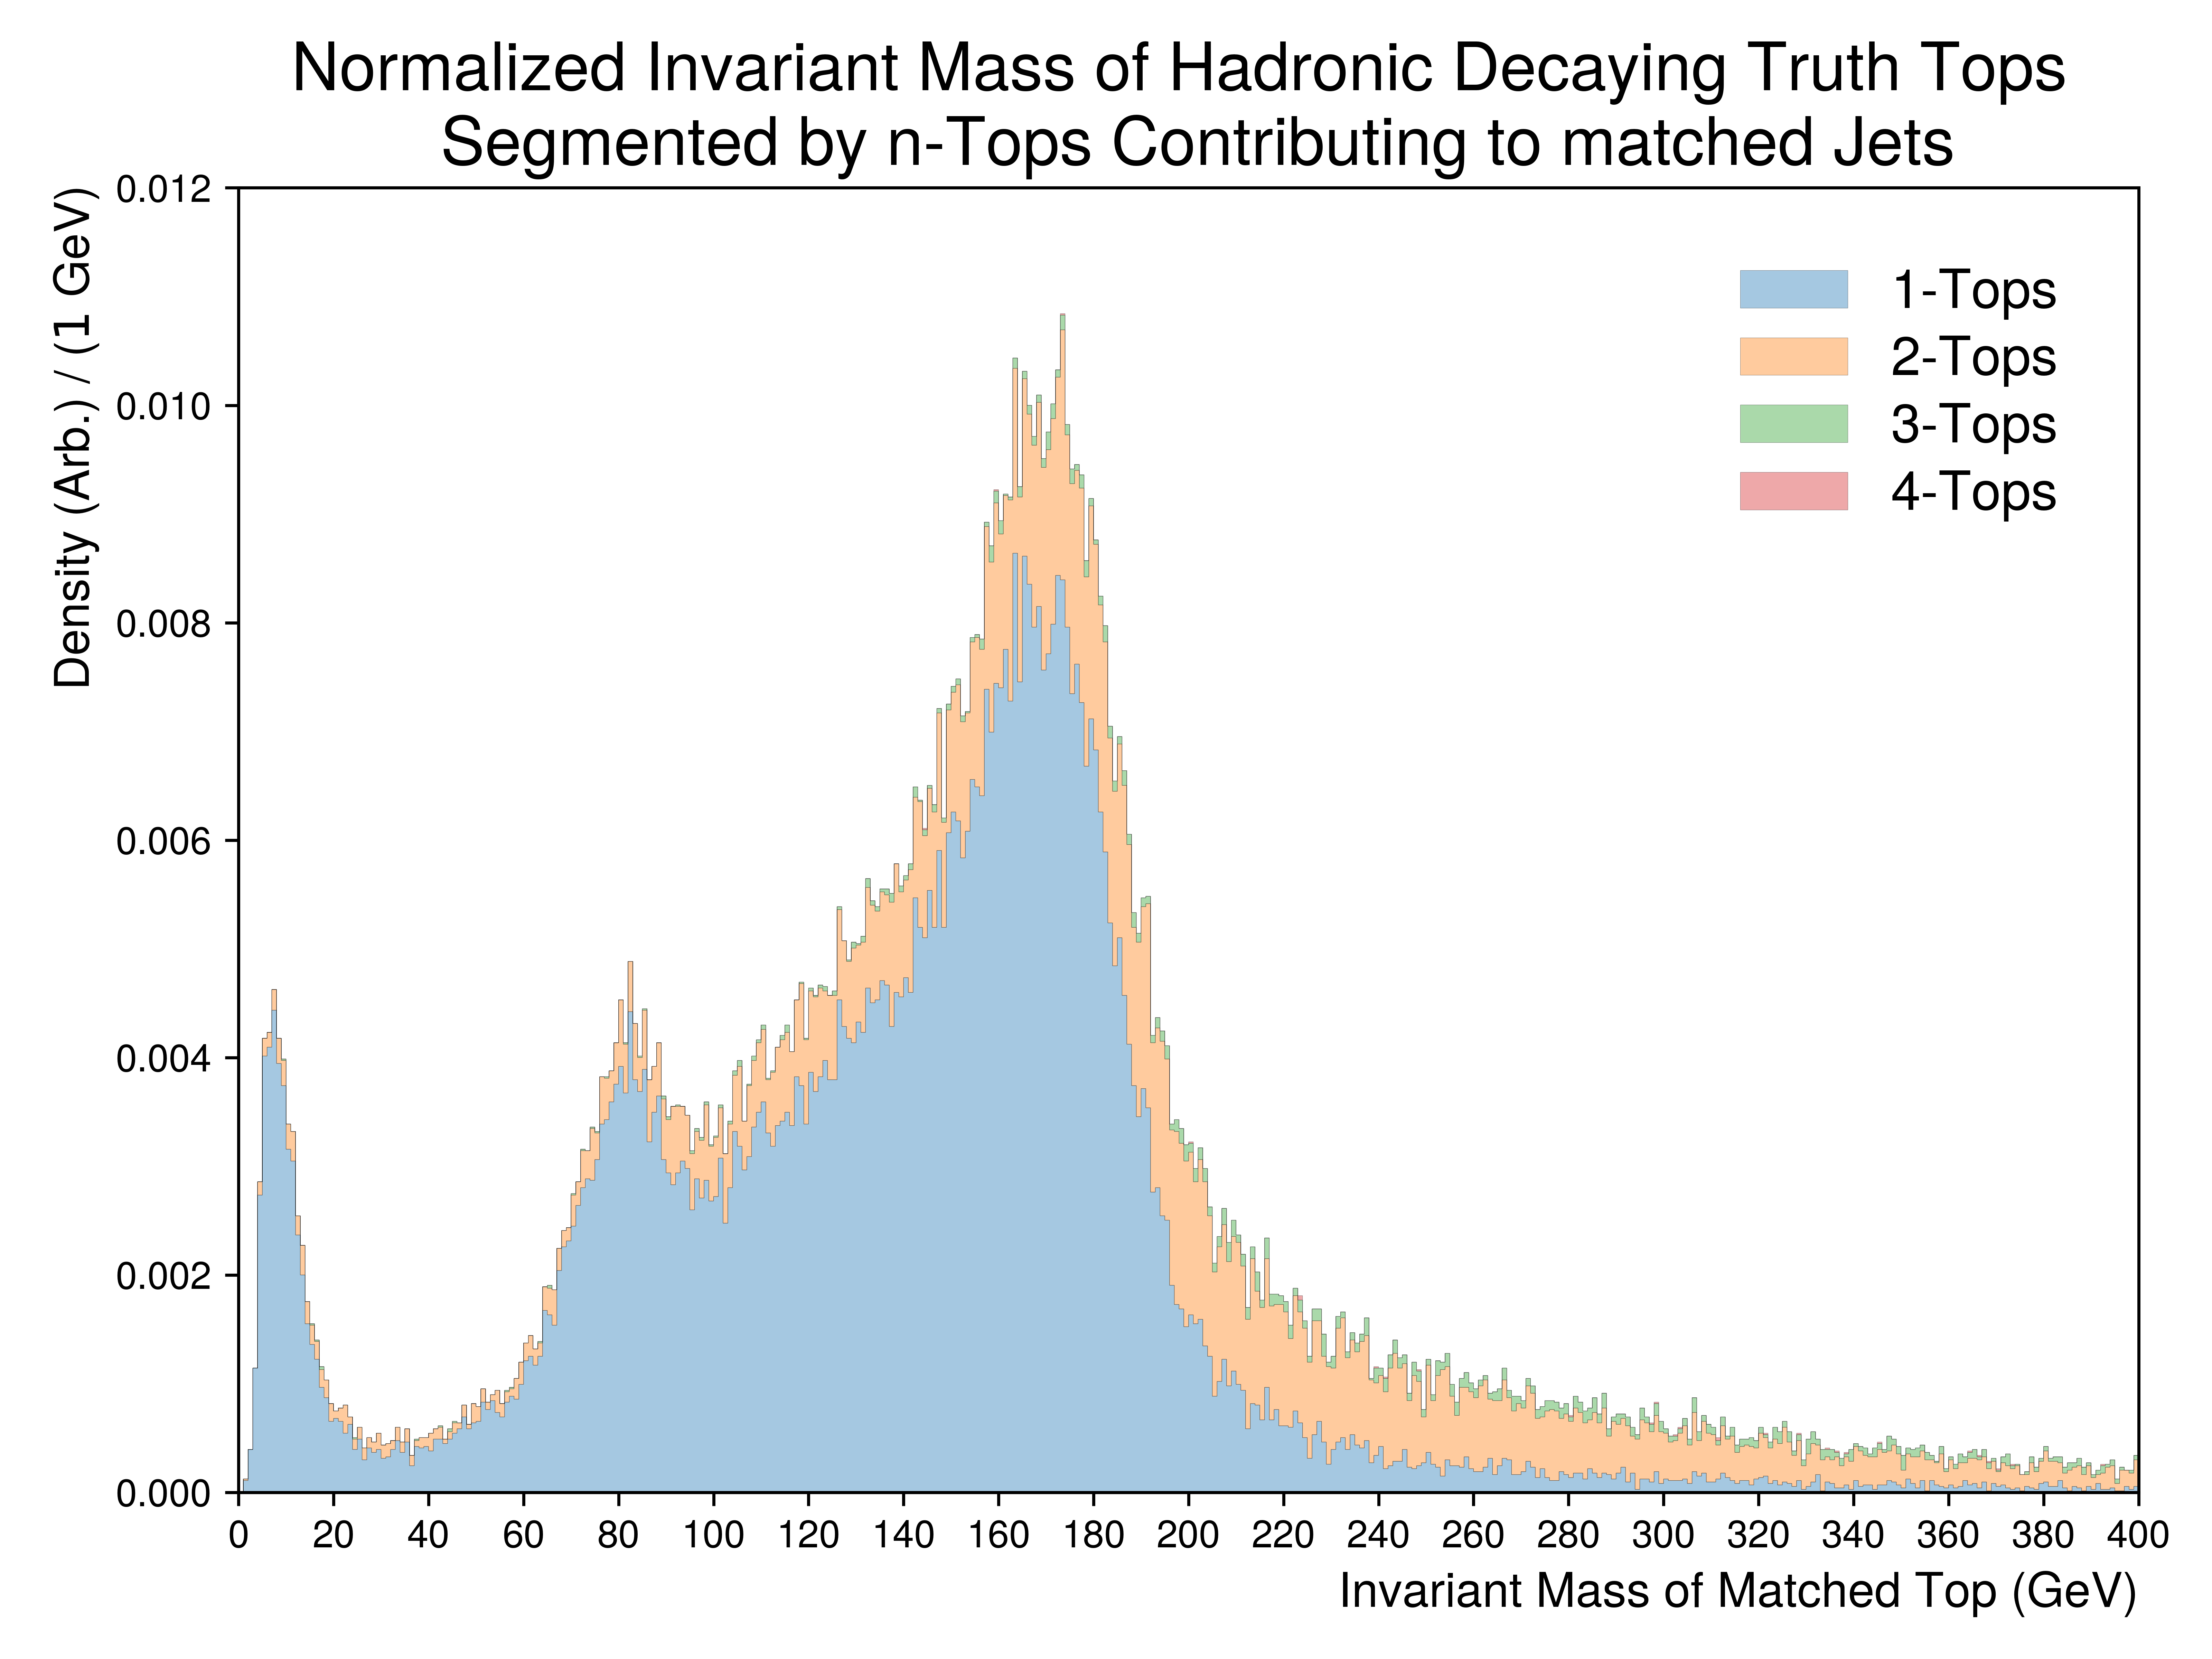 Normalized Invariant Mass of Hadronic Decaying Truth Tops
Segmented by n-Tops Contributing to matched Jets
Density (Arb.) / (1 GeV)
0.012
0.010
0.008
0.006
0.004
0.002
0.000
1-Tops
2-Tops
3-Tops
4-Tops
0 20 40 60 80 100 120 140 160 180 200 220 240 260 280 300 320 340 360 380 400
Invariant Mass of Matched Top (GeV)